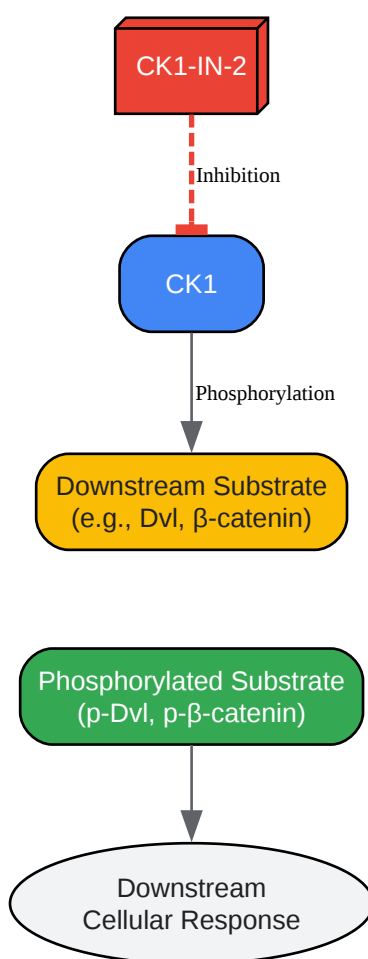 CK1-IN-2
Inhibition
CK1
Phosphorylation
Downstream Substrate
(e.g., Dvl, β-catenin)
Phosphorylated Substrate
(p-Dvl, p-β-catenin)
Downstream
Cellular Response